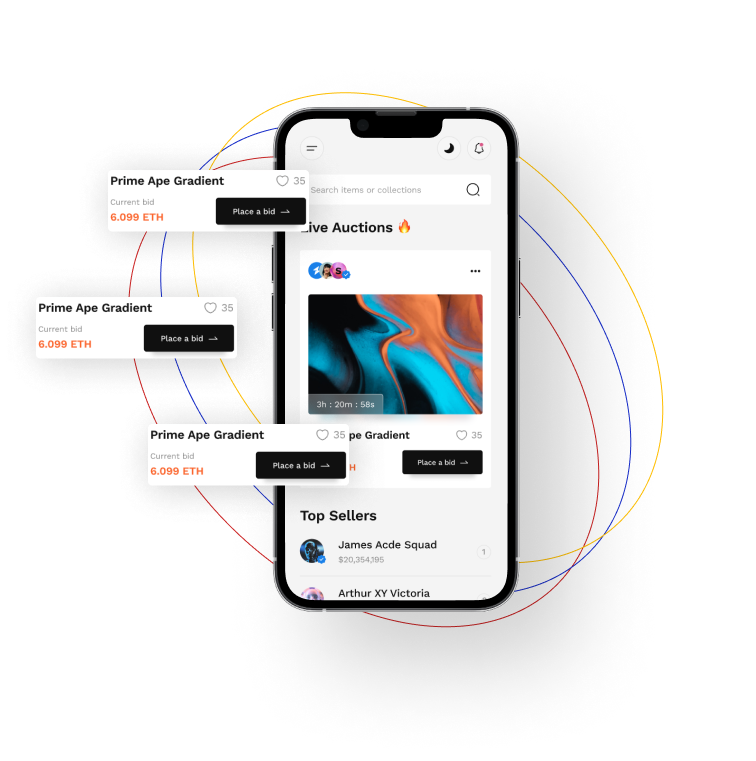 Prime Ape Gradient 35
Current bid
6.099 ETH
Place a bid
Search items or collections
Live Auctions 🔥
S
3h : 20m : 58s
Prime Ape Gradient 35
Current bid
6.099 ETH
Place a bid
Prime Ape Gradient 35
Current bid
6.099 ETH
Place a bid
pe Gradient 35
H
Place a bid
Top Sellers
James Acde Squad
$20,354,195
1
Arthur XY Victoria